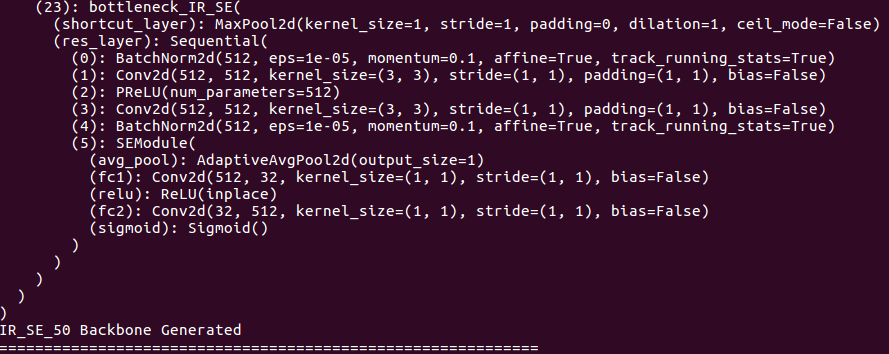 (23): bottleneck_IR_SE(
(shortcut_layer): MaxPool2d(kernel_size=1, stride=1, padding=0, dilation=1, ceil_mode=False)
(res_layer): Sequential(
(0): BatchNorm2d(512, eps=1e-05, momentum=0.1, affine=True, track_running_stats=True)
(1): Conv2d(512, 512, kernel_size=(3, 3), stride=(1, 1), padding=(1, 1), bias=False)
(2): PReLU(num_parameters=512)
(3): Conv2d(512, 512, kernel_size=(3, 3), stride=(1, 1), padding=(1, 1), bias=False)
(4): BatchNorm2d(512, eps=1e-05, momentum=0.1, affine=True, track_running_stats=True)
(5): SEModule(
(avg_pool): AdaptiveAvgPool2d(output_size=1)
(fc1): Conv2d(512, 32, kernel_size=(1, 1), stride=(1, 1), bias=False)
(relu): ReLU(inplace)
(fc2): Conv2d(32, 512, kernel_size=(1, 1), stride=(1, 1), bias=False)
(sigmoid): Sigmoid()
)
)
)
)
)
IR_SE_50 Backbone Generated
============================================================